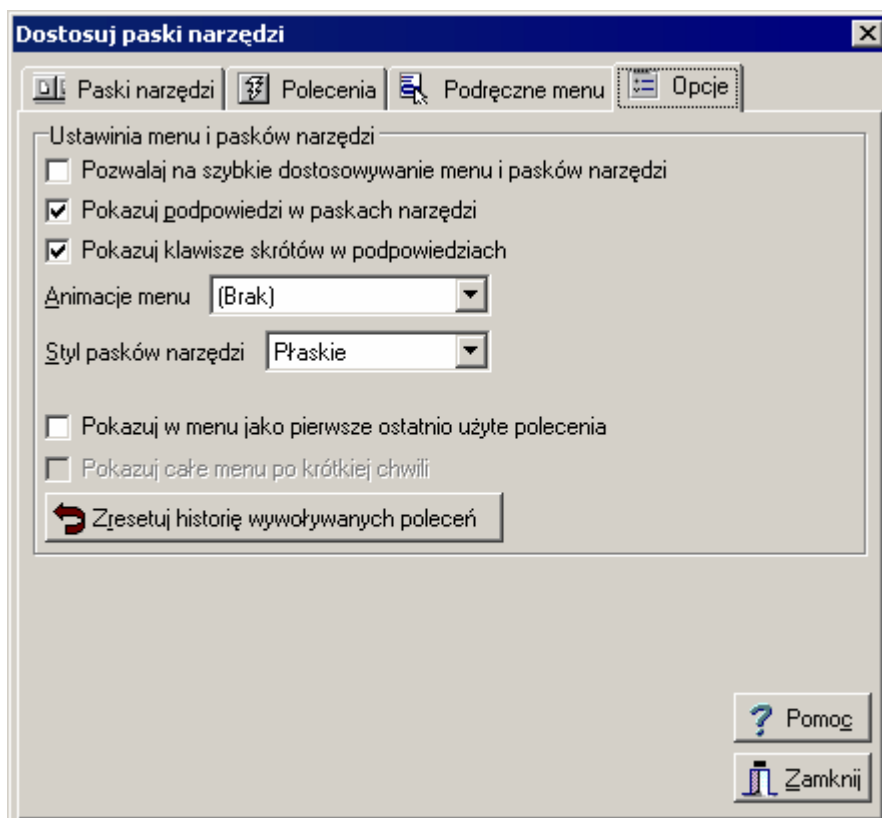 Dostosuj paski narzędzi
Paski narzędzi Polecenia Podręczne menu Opcje
Ustawinia menu i pasków narzędzi
Pozwalaj na szybkie dostosowywanie menu i pasków narzędzi
Pokazuj podpowiedzi w paskach narzędzi
Pokazuj klawisze skrótów w podpowiedziach
Animacje menu (Brak)
Styl pasków narzędzi Płaskie
Pokazuj w menu jako pierwsze ostatnio użyte polecenia
Pokazuj całe menu po krótkiej chwili
Zresetuj historię wywoływanych poleceń
Pomoc
Zamknij